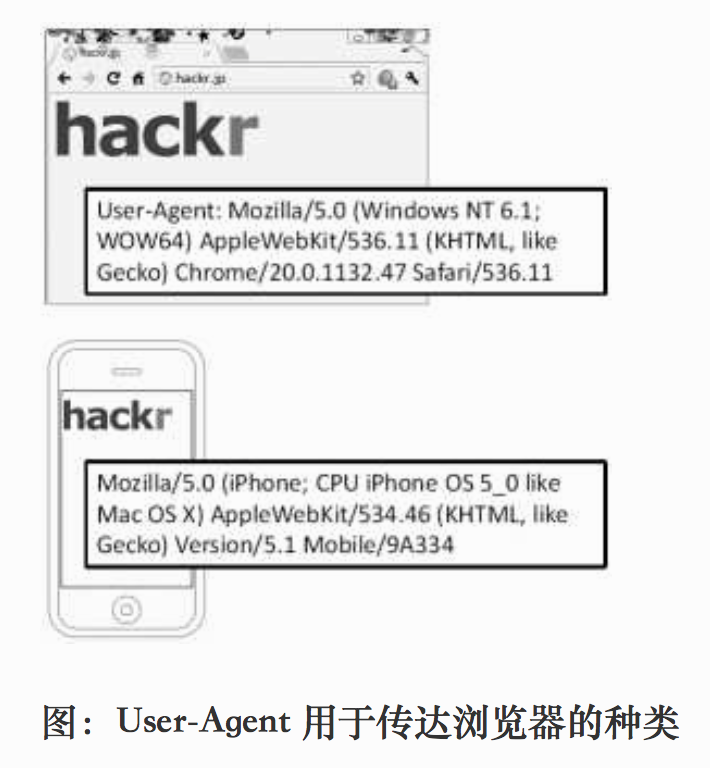 hackr.jp
hackr.jp
hackr
User-Agent: Mozilla/5.0 (Windows NT 6.1;
WOW64) AppleWebKit/536.11 (KHTML, like
Gecko) Chrome/20.0.1132.47 Safari/536.11
hackr
Mozilla/5.0 (iPhone; CPU iPhone OS 5_0 like
Mac OS X) AppleWebKit/534.46 (KHTML, like
Gecko) Version/5.1 Mobile/9A334
图：User-Agent 用于传达浏览器的种类